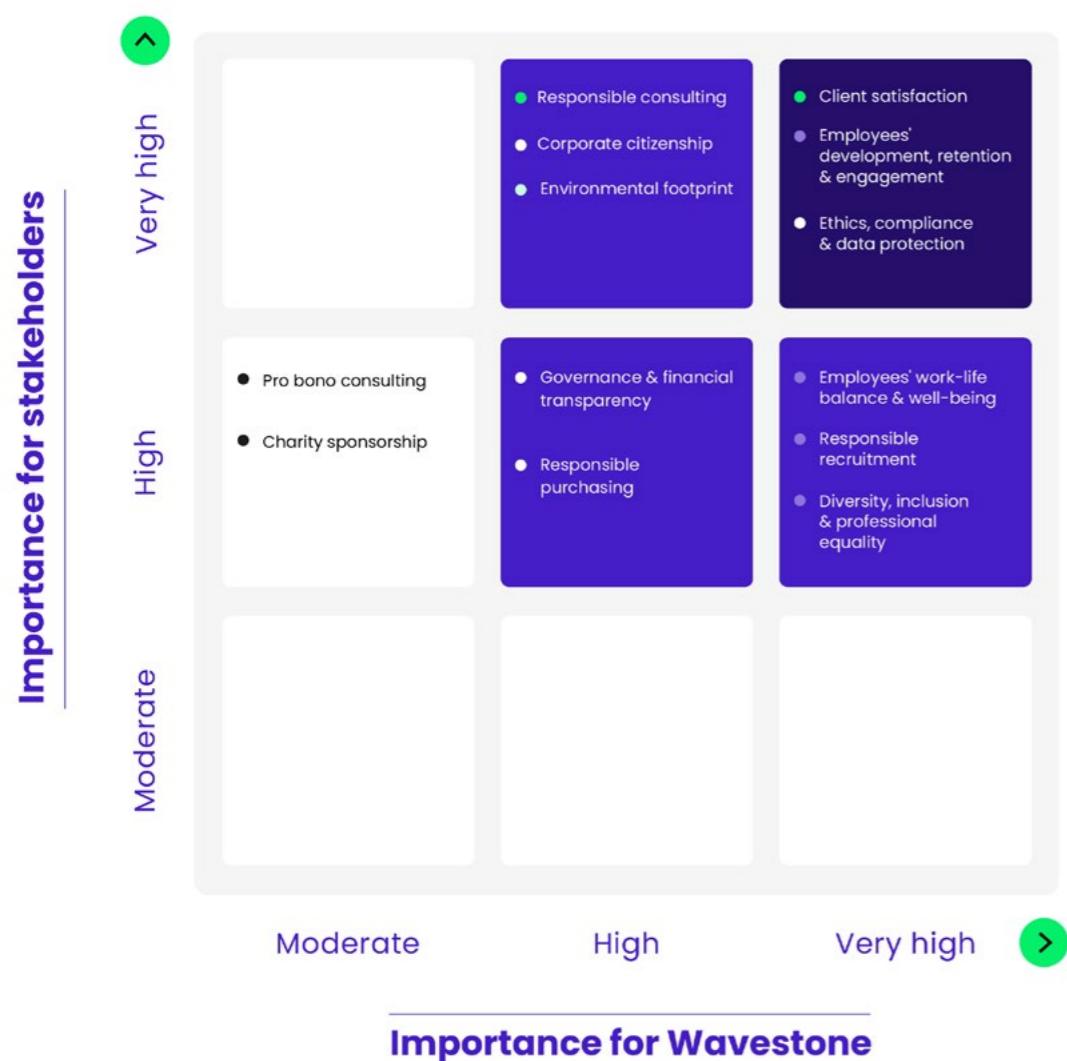 Importance for stakeholders
Very high
Responsible consulting
Corporate citizenship
Environmental footprint
Client satisfaction
Employees'
development, retention
& engagement
Ethics, compliance
& data protection
High
Pro bono consulting
Charity sponsorship
Governance & financial
transparency
Responsible
purchasing
Employees' work-life
balance & well-being
Responsible
recruitment
Diversity, inclusion
& professional
equality
Moderate
Moderate
High
Very high
Importance for Wavestone